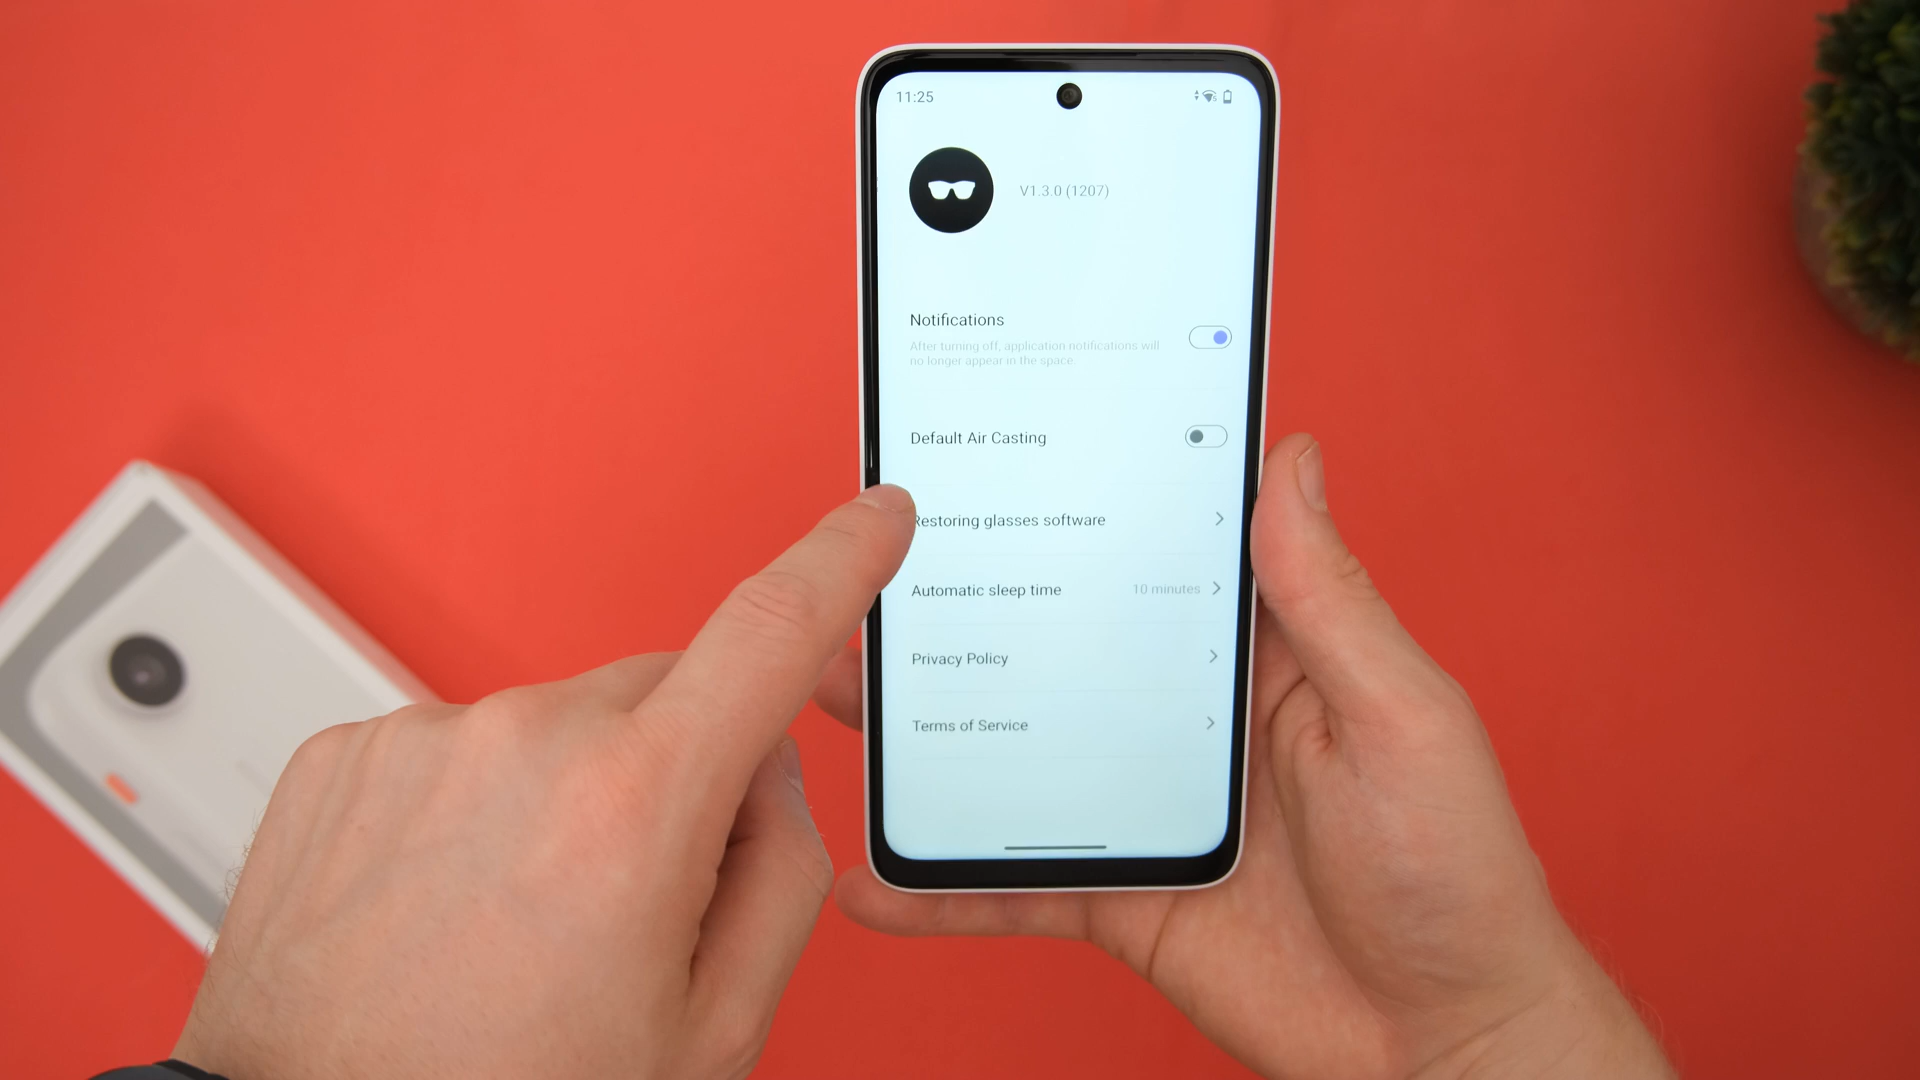 11:25
V1.3.0 (1207)
Notifications
After turning off, application notifications will
no longer appear in the space.
Default Air Casting
Restoring glasses software
Automatic sleep time 10 minutes
Privacy Policy
Terms of Service